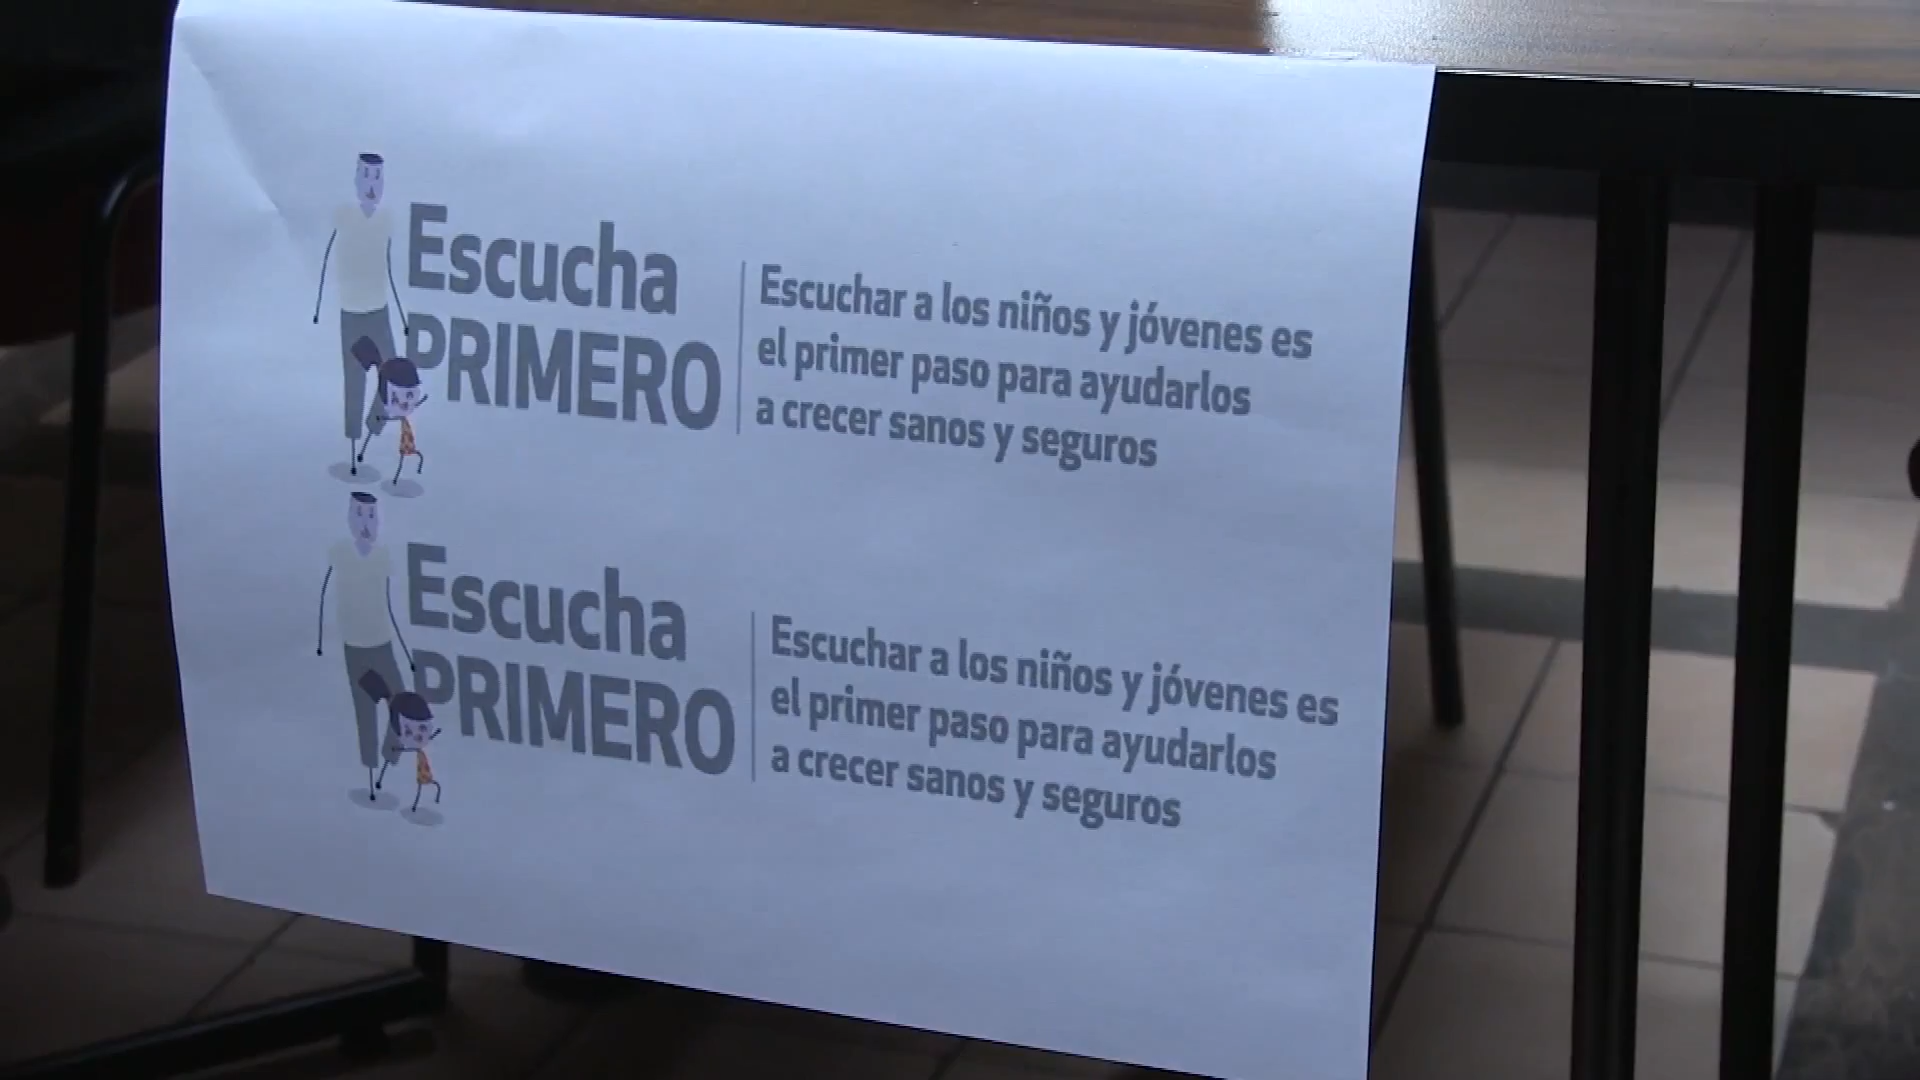 Escucha
PRIMERO
Escuchar a los niños y jóvenes es
el primer paso para ayudarlos
a crecer sanos y seguros
Escucha
PRIMERO
Escuchar a los niños y jóvenes es
el primer paso para ayudarlos
a crecer sanos y seguros